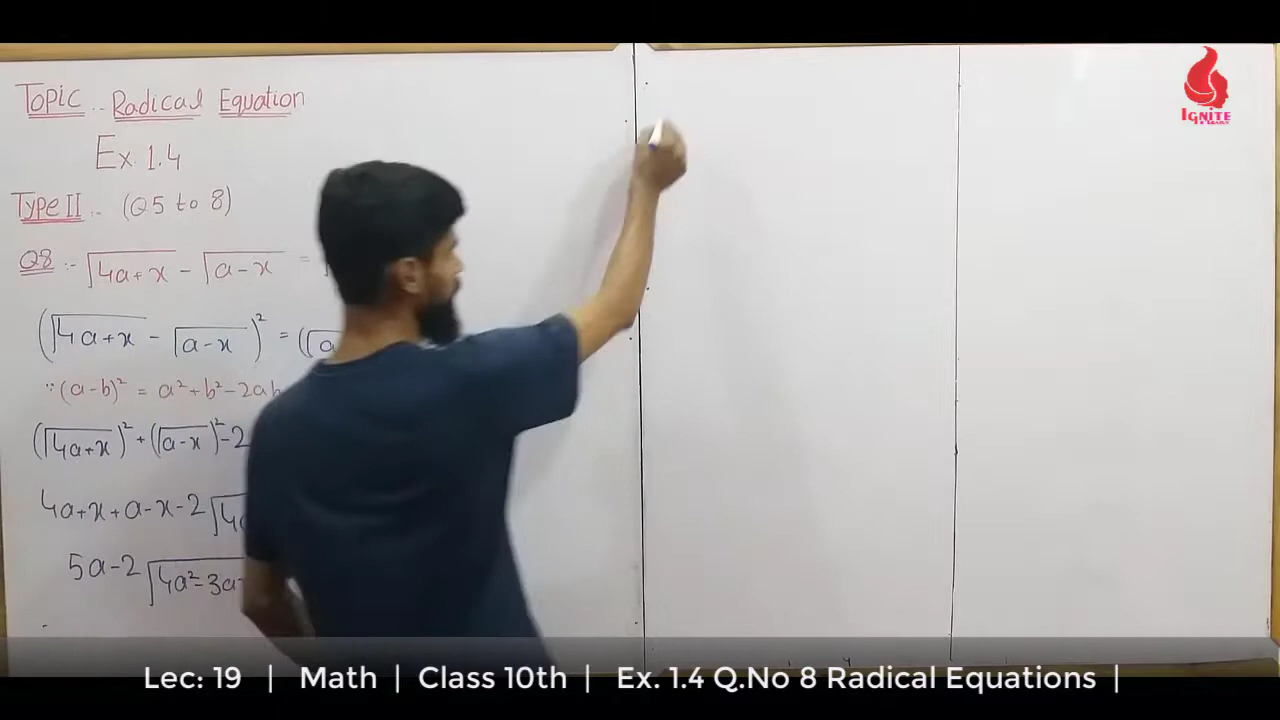 Topic :- Radical Equation
Ex. 1.4
Type II :- (Q5 to 8)
Q8 :- √4a+x - √a-x =
(√4a+x - √a-x)² = (√a
∵(a-b)² = a²+b²-2ab
(√4a+x)² + (√a-x)² -2
4a+x+a-x-2√4a
5a-2√4a²-3a
IGNITE
Lec: 19 | Math | Class 10th | Ex. 1.4 Q.No 8 Radical Equations |